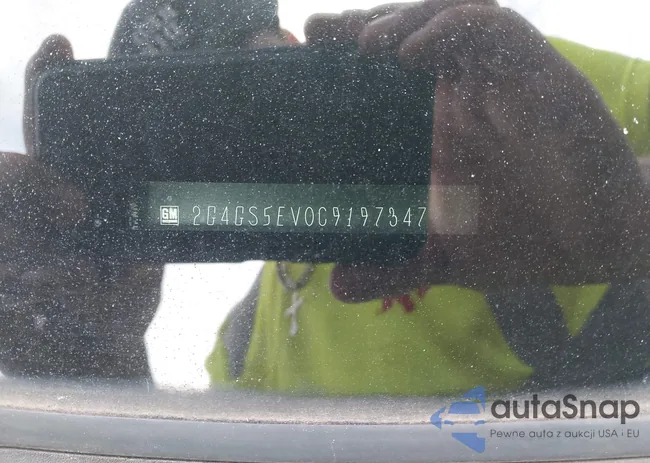 GM 2G4GS5EV0C9197347
autaSnap
Pewne auta z aukcji USA i EU